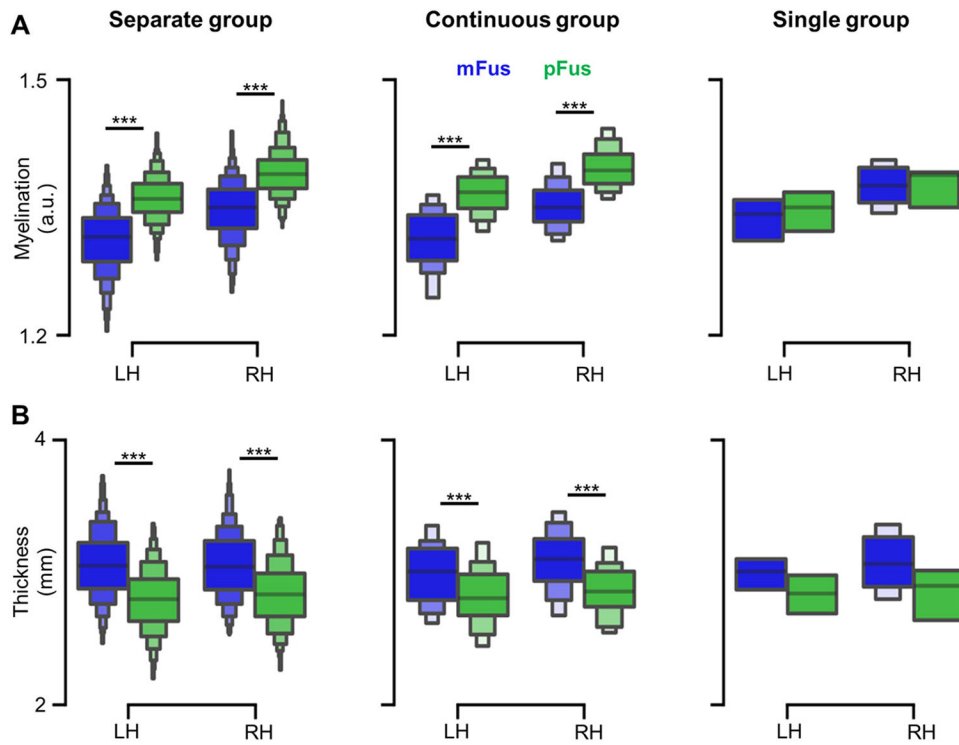 A
Separate group
Continuous group
Single group
mFus
pFus
1.5
***
***
***
***
Myelination
(a.u.)
1.2
LH
RH
LH
RH
LH
RH
B
4
***
***
***
***
Thickness
(mm)
2
LH
RH
LH
RH
LH
RH